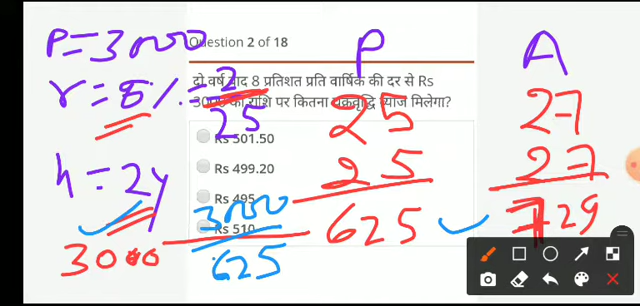 Question 2 of 18
दो वर्ष बाद 8 प्रतिशत प्रति वार्षिक की दर से Rs
3000 की राशि पर कितना चक्रवृद्धि ब्याज मिलेगा?
Rs 501.50
Rs 499.20
Rs 495
Rs 510
P = 3000
r = 8 % = 2/25
n = 2y
3000
3000/625
P
25
25
625
A
27
27
729